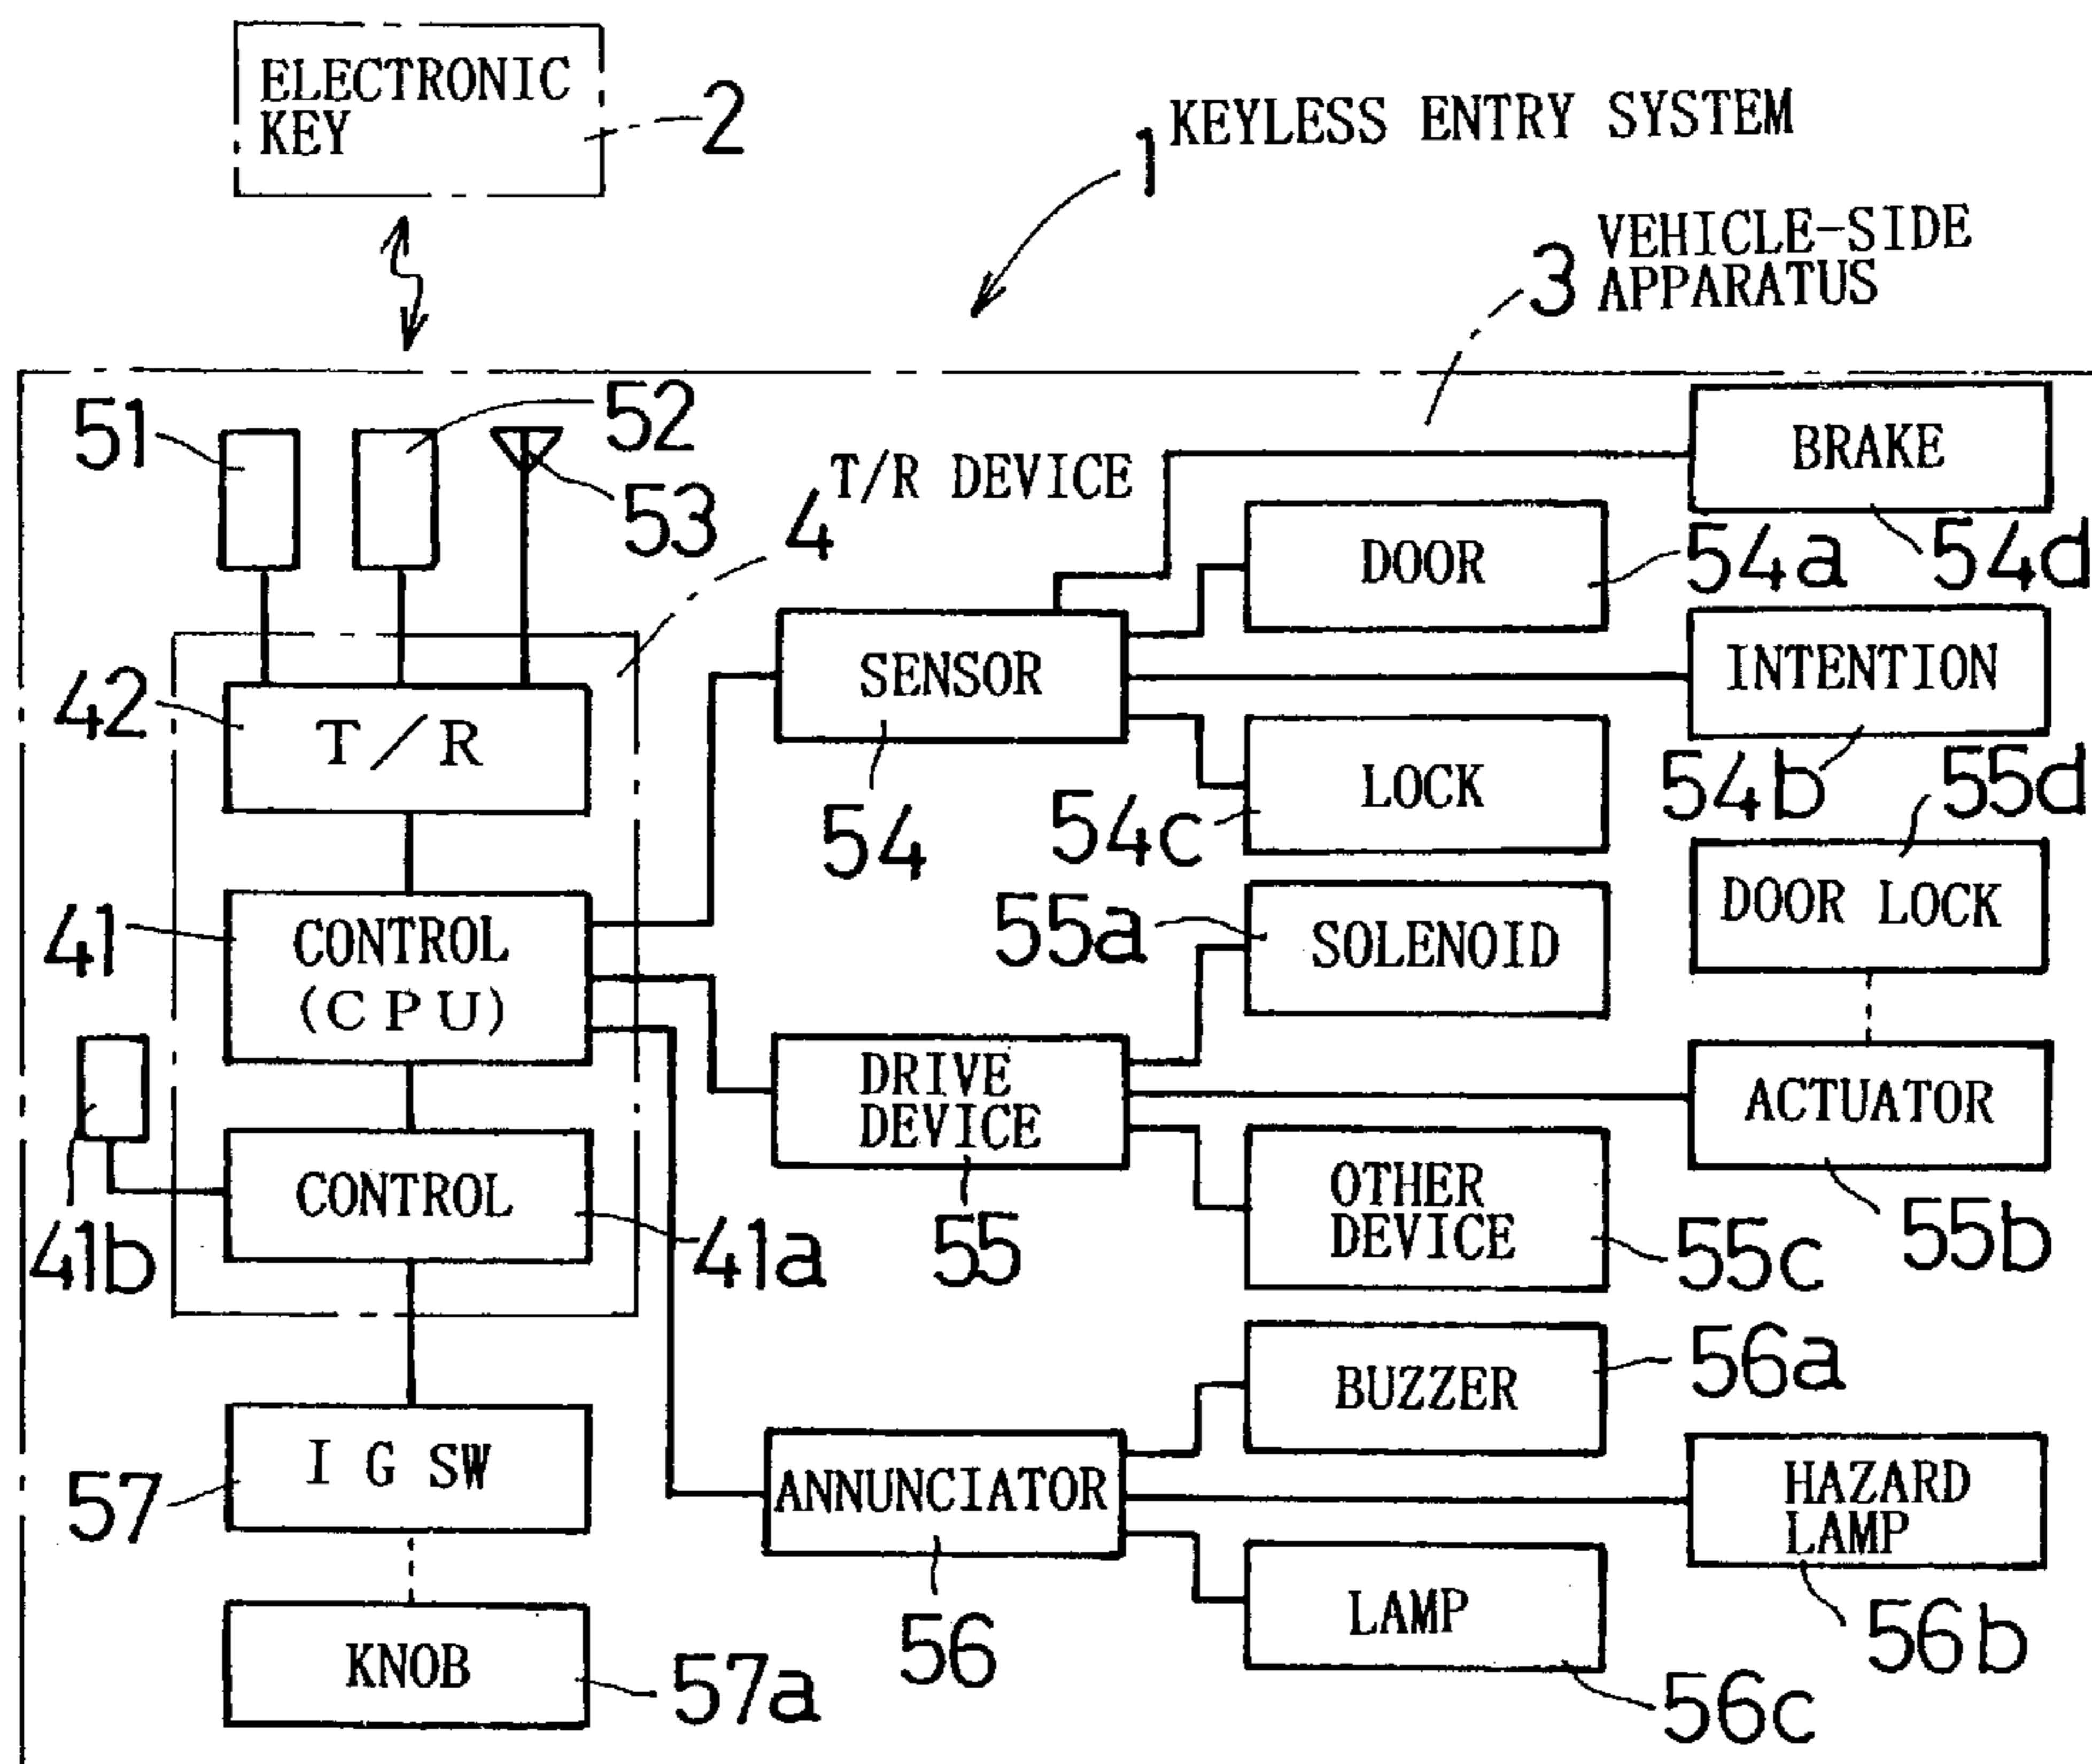 ELECTRONIC
KEY
2
1 KEYLESS ENTRY SYSTEM
3 VEHICLE-SIDE
APPARATUS
51
52
53
4 T/R DEVICE
BRAKE
54d
DOOR
54a
42
T/R
SENSOR
54
INTENTION
54b
LOCK
54c
55d
DOOR LOCK
41
CONTROL
(CPU)
55a
SOLENOID
DRIVE
DEVICE
55
ACTUATOR
55b
41b
CONTROL
41a
OTHER
DEVICE
55c
BUZZER
56a
57
IG SW
ANNUNCIATOR
56
HAZARD
LAMP
56b
LAMP
56c
KNOB
57a